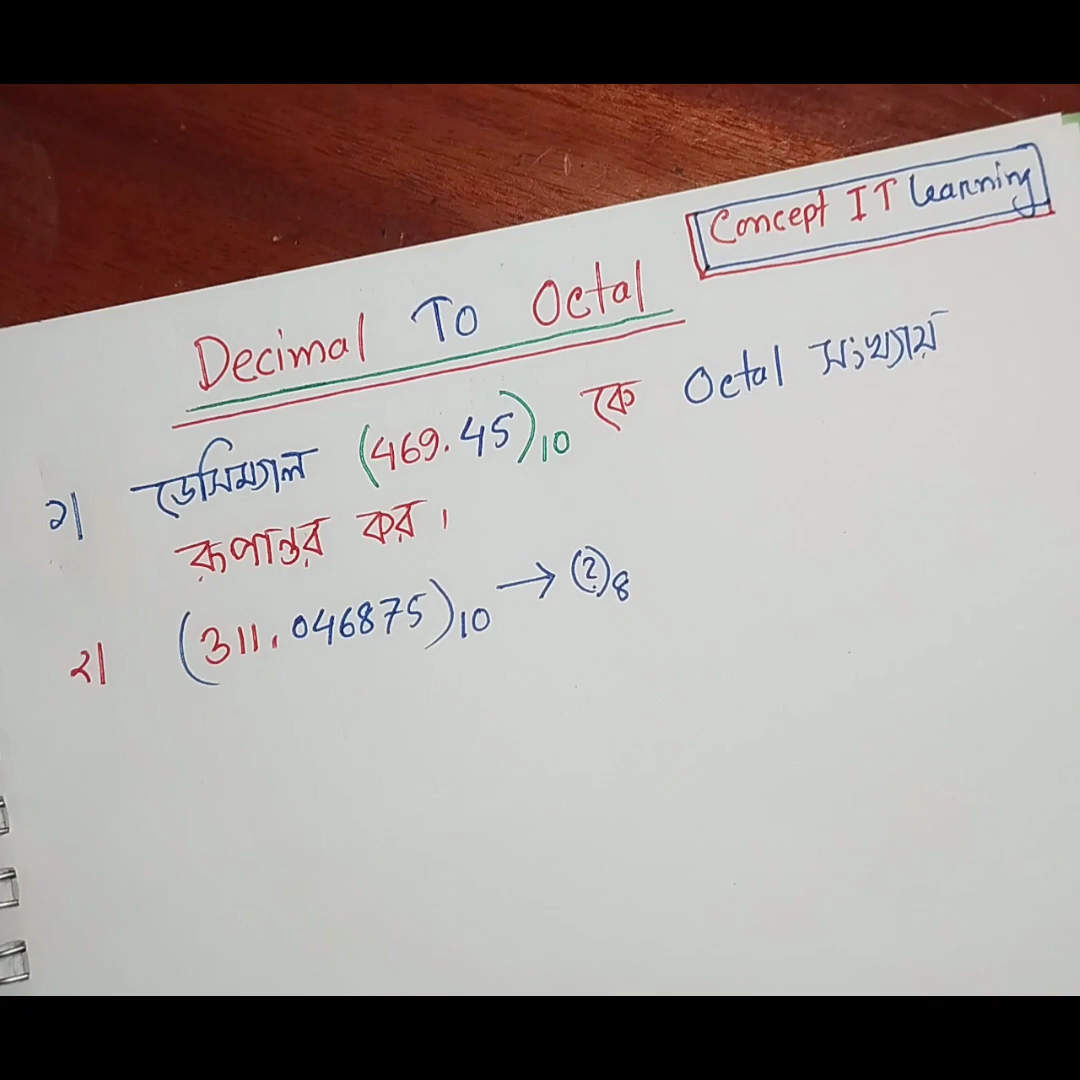 Concept IT Learning
Decimal To Octal
১। ডেসিম্যাল (469.45)10 কে Octal সংখ্যায়
রূপান্তর কর।
২। (311.046875)10 → (?)8